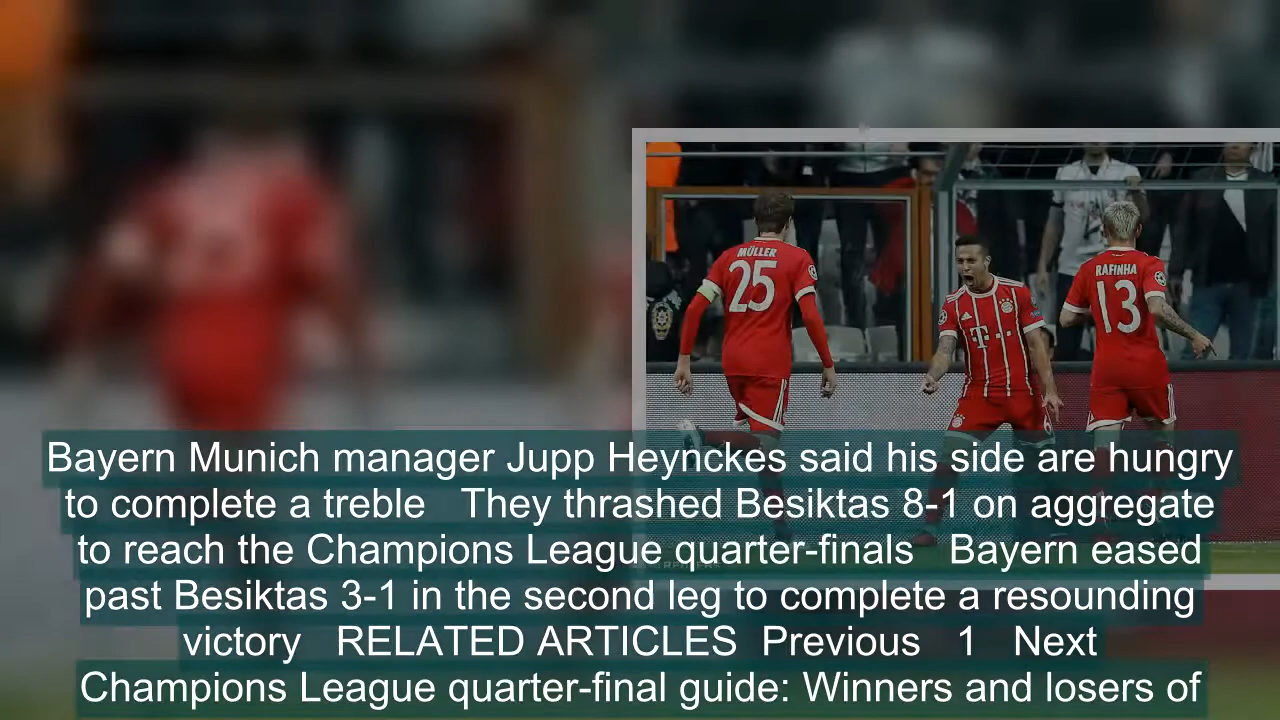 MÜLLER
25
RAFINHA
13
T
Bayern Munich manager Jupp Heynckes said his side are hungry
to complete a treble They thrashed Besiktas 8-1 on aggregate
to reach the Champions League quarter-finals Bayern eased
past Besiktas 3-1 in the second leg to complete a resounding
victory RELATED ARTICLES Previous 1 Next
Champions League quarter-final guide: Winners and losers of